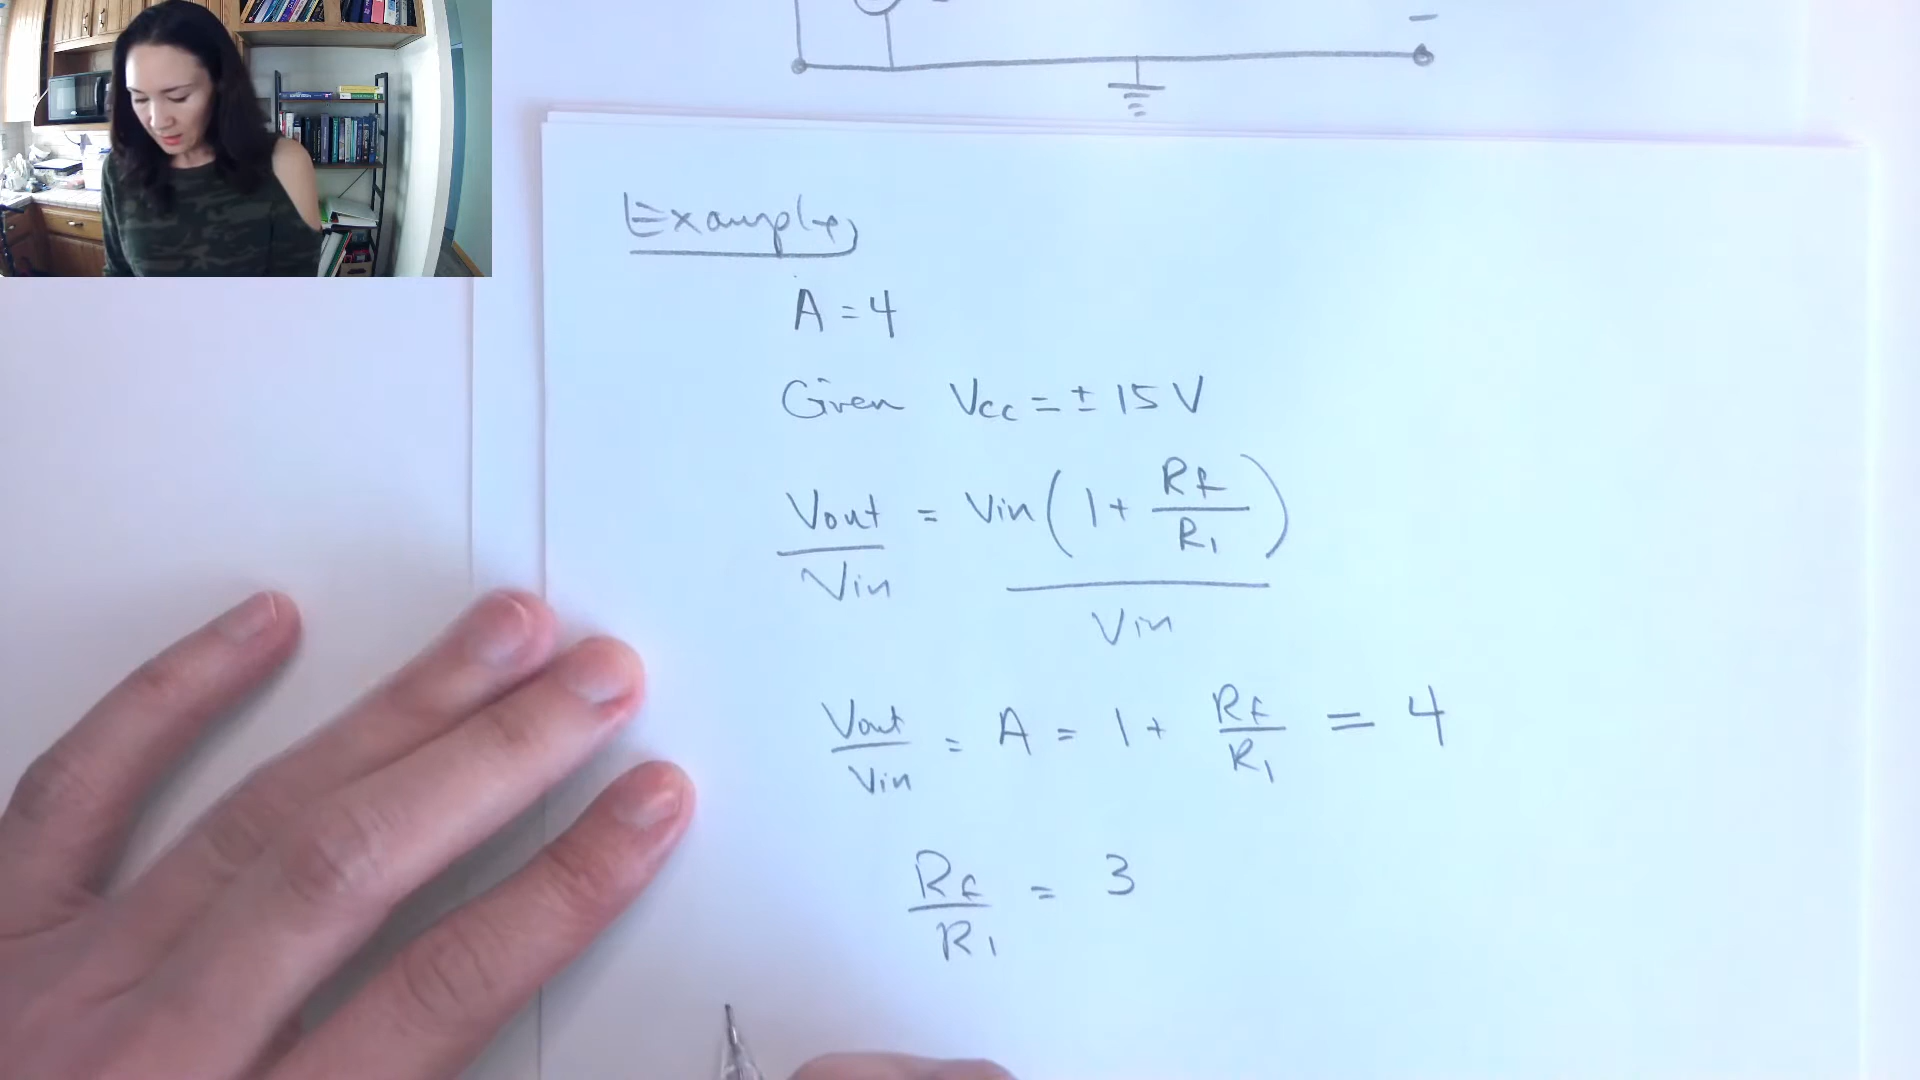 Example
A = 4
Given Vcc = ± 15 V
Vout/Vin = Vin(1 + Rf/R1)/Vin
Vout/Vin = A = 1 + Rf/R1 = 4
Rf/R1 = 3